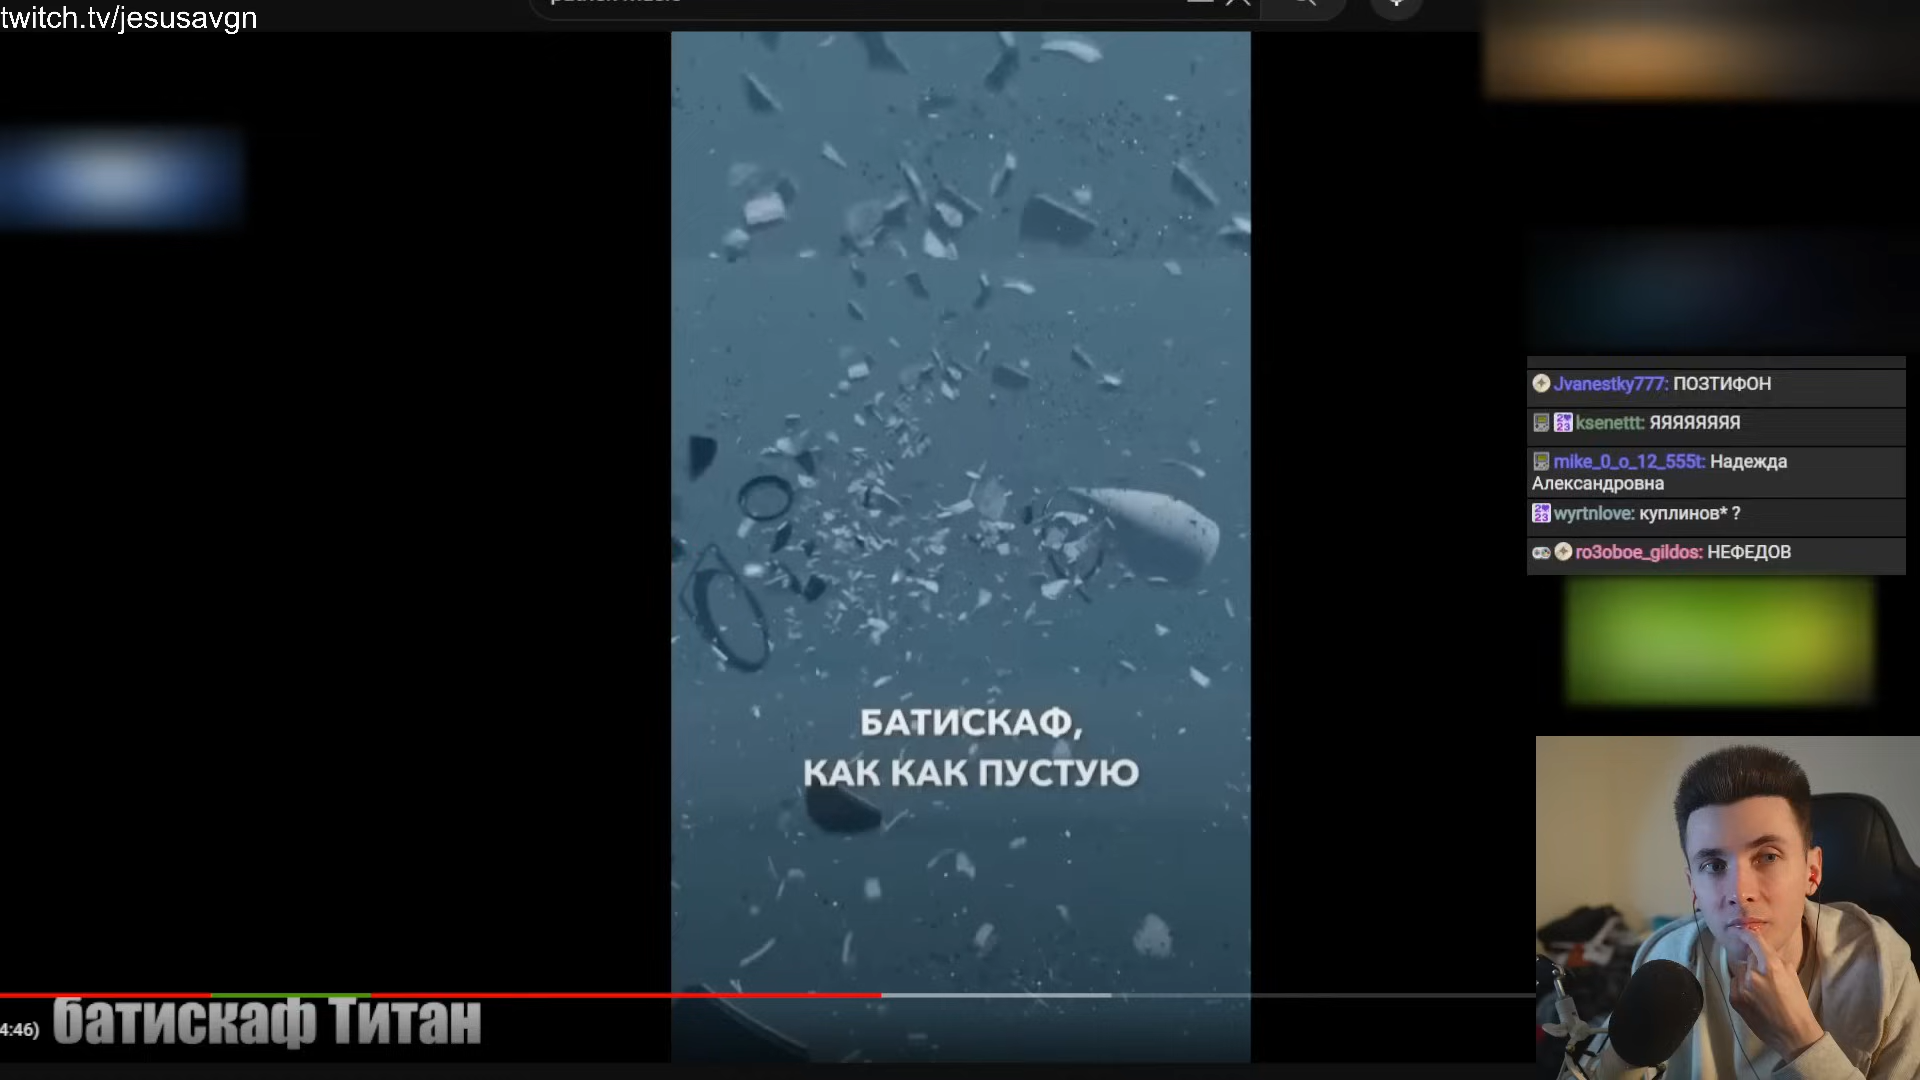 twitch.tv/jesusavgn
Jvanestky777: ПОЗТИФОН
ksenettt: ЯЯЯЯЯЯЯЯ
mike_0_o_12_555t: Надежда
Александровна
wyrtnlove: куплинов* ?
ro3oboe_gildos: НЕФЕДОВ
БАТИСКАФ,
КАК КАК ПУСТУЮ
4:46) батискаф Титан